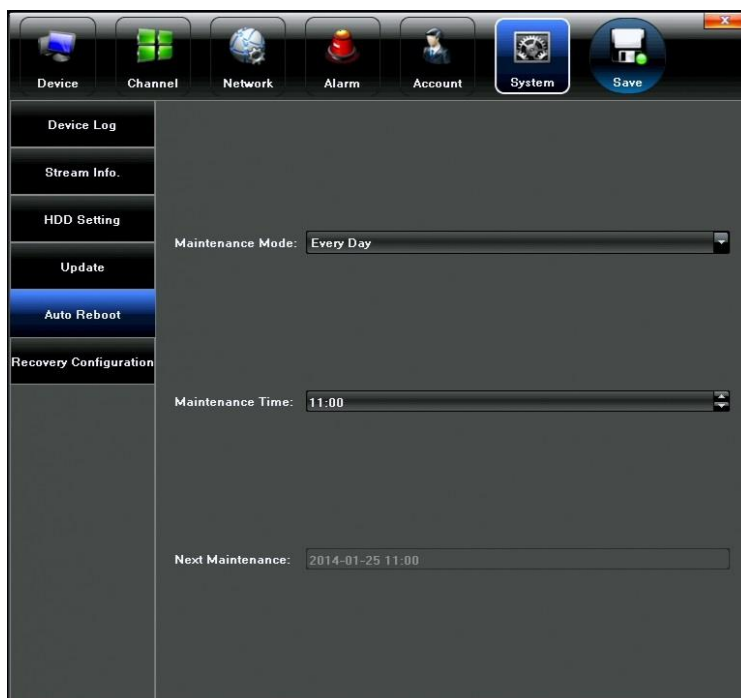 Device
Channel
Network
Alarm
Account
System
Save
Device Log
Stream Info.
HDD Setting
Update
Auto Reboot
Recovery Configuration
Maintenance Mode: Every Day
Maintenance Time: 11:00
Next Maintenance: 2014-01-25 11:00